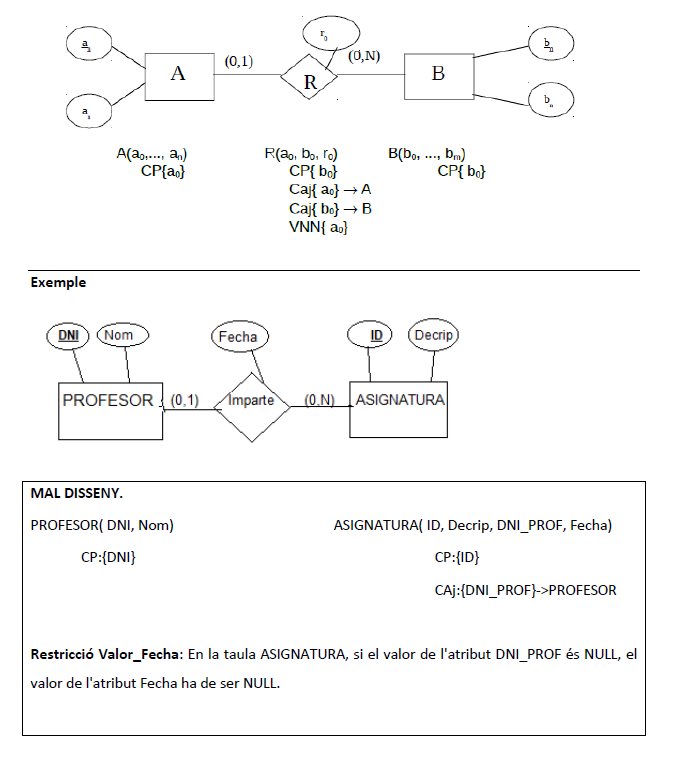 a₀
aₙ
A
(0,1)
r₀
R
(0,N)
B
b₀
bₙ
A(a₀,..., aₙ) R(a₀, b₀, r₀) B(b₀, ..., bₘ)
CP{a₀} CP{ b₀} CP{ b₀}
Caj{ a₀} → A
Caj{ b₀} → B
VNN{ a₀}
Exemple
DNI Nom Fecha ID Decrip
PROFESOR (0,1) Imparte (0,N) ASIGNATURA
MAL DISSENY.
PROFESOR( DNI, Nom) ASIGNATURA( ID, Decrip, DNI_PROF, Fecha)
CP:{DNI} CP:{ID}
CAj:{DNI_PROF}->PROFESOR
Restricció Valor_Fecha: En la taula ASIGNATURA, si el valor de l'atribut DNI_PROF és NULL, el
valor de l'atribut Fecha ha de ser NULL.